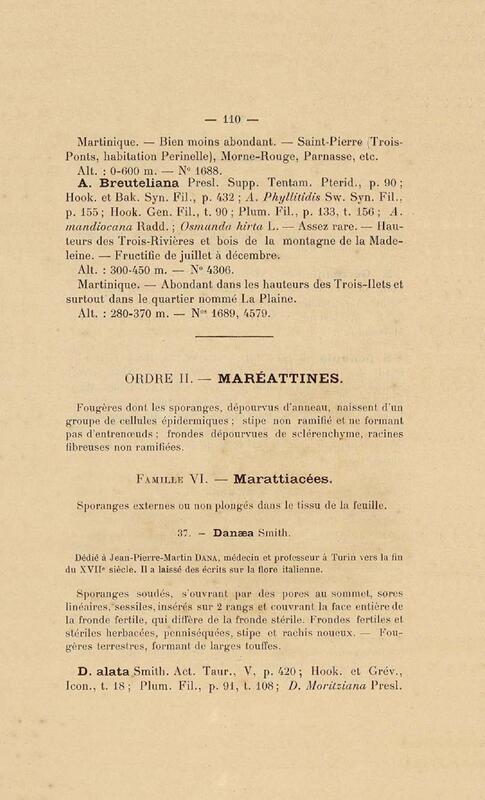 — 110 —
Martinique. — Bien moins abondant. — Saint-Pierre (Trois-
Ponts, habitation Perinelle), Morne-Rouge, Parnasse, etc.
Alt. : 0-600 m. — N° 1688.
A. Breuteliana Presl. Supp. Tentam. Pterid., p. 90 ;
Hook. et Bak. Syn. Fil., p. 432 ; A. Phyllitidis Sw. Syn. Fil.,
p. 155 ; Hook. Gen. Fil., t. 90 ; Plum. Fil., p. 133, t. 156 ; A.
mandiocana Radd. ; Osmunda hirta L. — Assez rare. — Hau-
teurs des Trois-Rivières et bois de la montagne de la Made-
leine. — Fructifie de juillet à décembre.
Alt. : 300-450 m. — N° 4306.
Martinique. — Abondant dans les hauteurs des Trois-Ilets et
surtout dans le quartier nommé La Plaine.
Alt. : 280-370 m. — Nos 1689, 4579.
ORDRE II. — MARÉATTINES.
Fougères dont les sporanges, dépourvus d'anneau, naissent d'un
groupe de cellules épidermiques ; stipe non ramifié et ne formant
pas d'entrenœuds ; frondes dépourvues de sclérenchyme, racines
fibreuses non ramifiées.
FAMILLE VI. — Marattiacées.
Sporanges externes ou non plongés dans le tissu de la feuille.
37. — Danæa Smith.
Dédié à Jean-Pierre-Martin DANA, médecin et professeur à Turin vers la fin
du XVIIe siècle. Il a laissé des écrits sur la flore italienne.
Sporanges soudés, s'ouvrant par des pores au sommet, sores
linéaires, sessiles, insérés sur 2 rangs et couvrant la face entière de
la fronde fertile, qui diffère de la fronde stérile. Frondes fertiles et
stériles herbacées, penniséquées, stipe et rachis noueux. — Fou-
gères terrestres, formant de larges touffes.
D. alata Smith. Act. Taur., V, p. 420 ; Hook. et Grév.,
Icon., t. 18 ; Plum. Fil., p. 91, t. 108 ; D. Moritziana Presl.